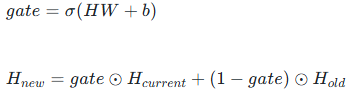 gate = σ(HW + b)
H_new = gate ⊙ H_current + (1 − gate) ⊙ H_old